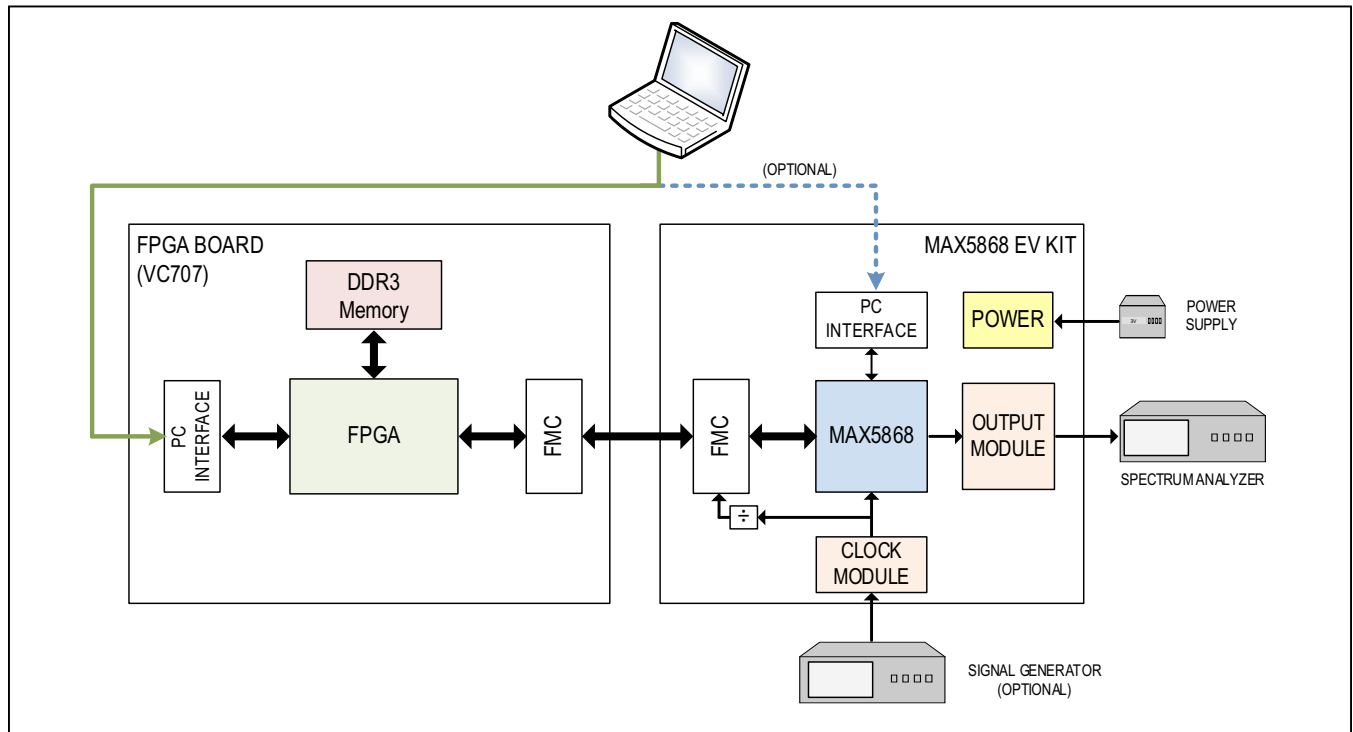 (OPTIONAL)
FPGA BOARD
(VC707)
DDR3
Memory
PC
INTERFACE
FPGA
FMC
MAX5868 EV KIT
PC
INTERFACE
POWER
POWER
SUPPLY
3V
FMC
MAX5868
OUTPUT
MODULE
SPECTRUM ANALYZER
÷
CLOCK
MODULE
SIGNAL GENERATOR
(OPTIONAL)